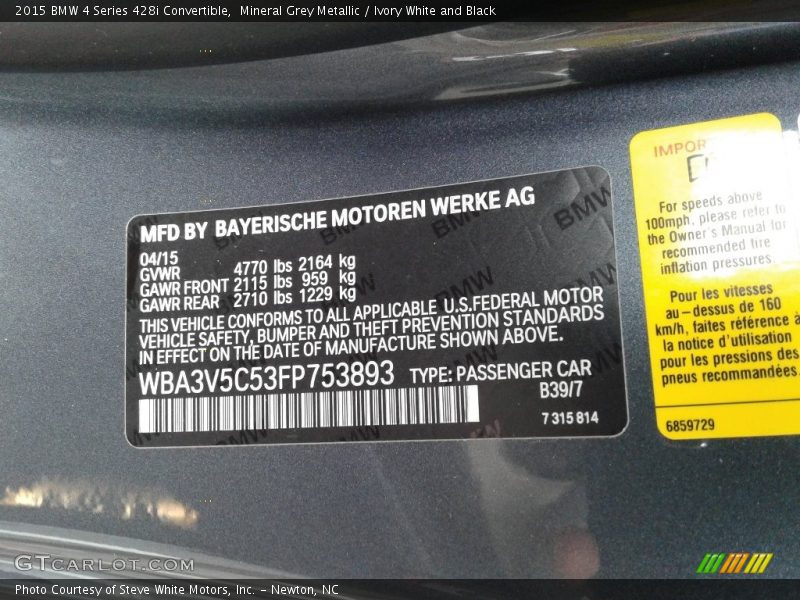 2015 BMW 4 Series 428i Convertible,  Mineral Grey Metallic / Ivory White and Black
MFD BY BAYERISCHE MOTOREN WERKE AG
04/15
GVWR 4770 lbs 2164 kg
GAWR FRONT 2115 lbs 959 kg
GAWR REAR 2710 lbs 1229 kg
THIS VEHICLE CONFORMS TO ALL APPLICABLE U.S.FEDERAL MOTOR
VEHICLE SAFETY, BUMPER AND THEFT PREVENTION STANDARDS
IN EFFECT ON THE DATE OF MANUFACTURE SHOWN ABOVE.
WBA3V5C53FP753893 TYPE: PASSENGER CAR
B39/7
7 315 814
For speeds above
100mph, please refer to
the Owner's Manual for
recommended tire
inflation pressures
Pour les vitesses
au-dessus de 160
km/h, faites référence à
la notice d'utilisation
pour les pressions des
pneus recommandées.
6859729
GTCARLOT.COM
Photo Courtesy of Steve White Motors, Inc. – Newton, NC